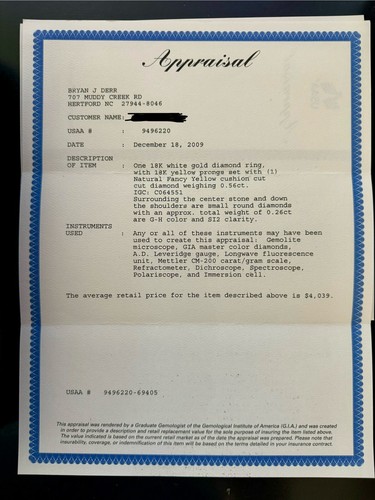 Appraisal
BRYAN J DERR
707 MUDDY CREEK RD
HERTFORD NC 27944-8046
CUSTOMER NAME:
USAA # : 9496220
DATE : December 18, 2009
DESCRIPTION
OF ITEM : One 18K white gold diamond ring,
with 18K yellow prongs set with (1)
Natural Fancy Yellow cushion cut
cut diamond weighing 0.56ct.
IGC: C064551
Surrounding the center stone and down
the shoulders are small round diamonds
with an approx. total weight of 0.26ct
are G-H color and SI2 clarity.
INSTRUMENTS
USED : Any or all of these instruments may have been
used to create this appraisal: Gemolite
microscope, GIA master color diamonds,
A.D. Leveridge gauge, Longwave fluorescence
unit, Mettler CM-200 carat/gram scale,
Refractometer, Dichroscope, Spectroscope,
Polariscope, and Immersion cell.
The average retail price for the item described above is $4,039.
USAA # 9496220-69405
This appraisal was rendered by a Graduate Gemologist of the Gemological Institute of America (G.I.A.) and was created
in order to provide a description and retail replacement value for the sole purpose of insuring the item listed above.
The value indicated is based on the current retail market as of the date the appraisal was prepared. Please note that
insurability, coverage, or indemnification of this item will be based on the terms detailed in your insurance contract.